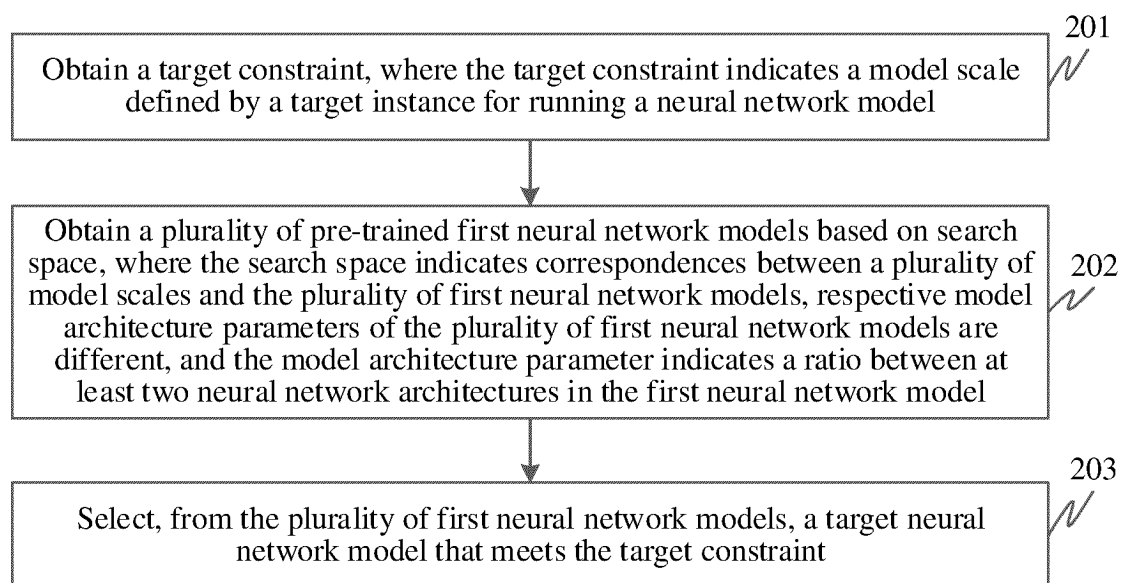 201
Obtain a target constraint, where the target constraint indicates a model scale
defined by a target instance for running a neural network model
Obtain a plurality of pre-trained first neural network models based on search
space, where the search space indicates correspondences between a plurality of
model scales and the plurality of first neural network models, respective model
architecture parameters of the plurality of first neural network models are
different, and the model architecture parameter indicates a ratio between at
least two neural network architectures in the first neural network model
202
203
Select, from the plurality of first neural network models, a target neural
network model that meets the target constraint